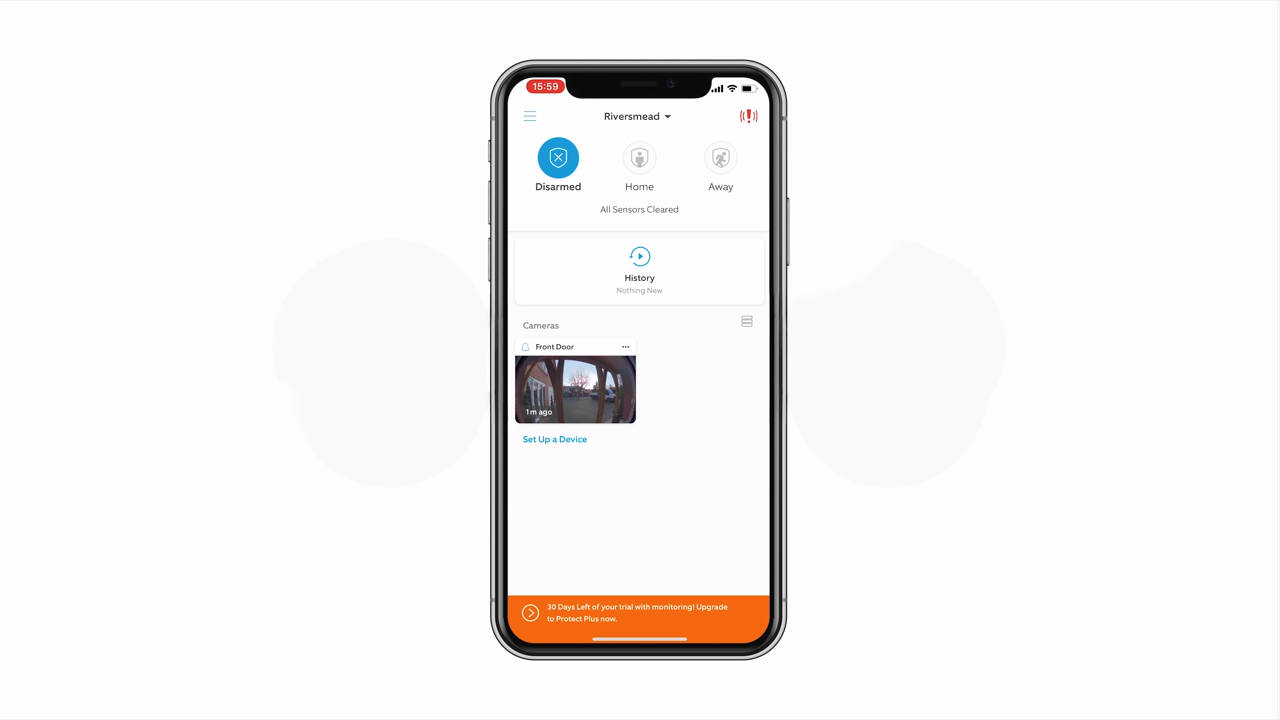 15:59
Riversmead
Disarmed
Home
Away
All Sensors Cleared
History
Nothing New
Cameras
Front Door
1m ago
Set Up a Device
30 Days Left of your trial with monitoring! Upgrade
to Protect Plus now.